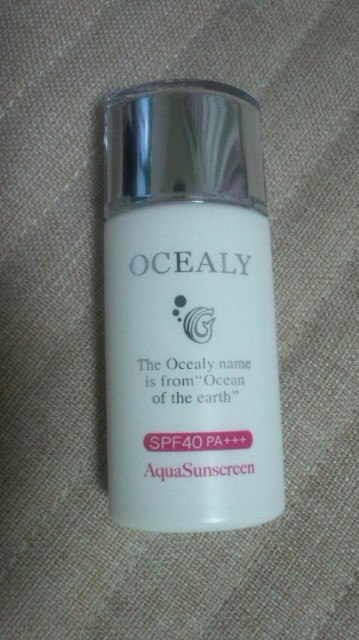 OCEALY
The Ocealy name
is from "Ocean
of the earth"
SPF40 PA+++
AquaSunscreen